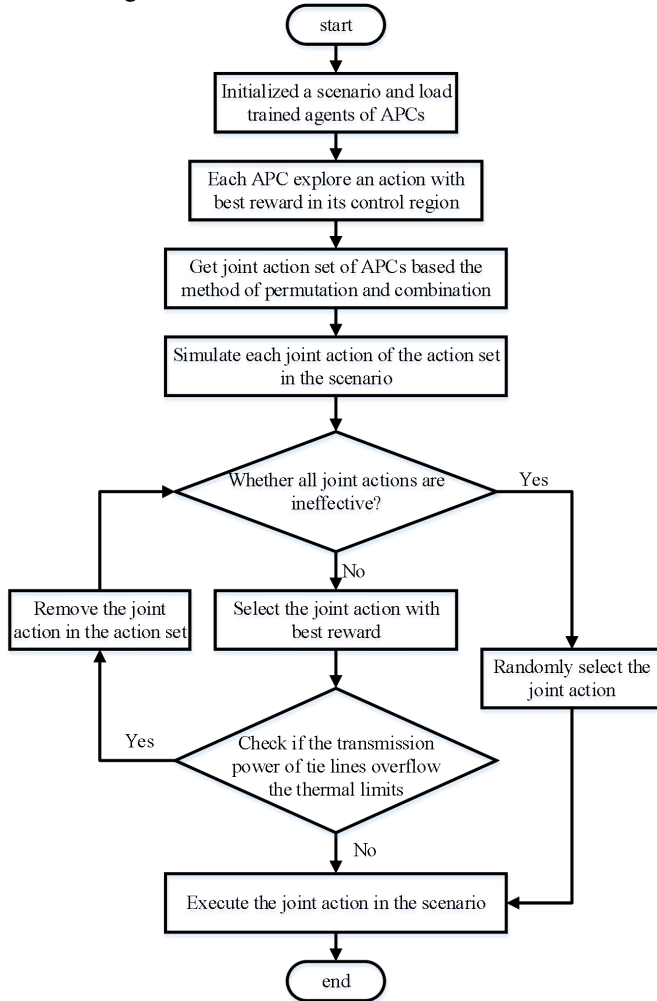 start
Initialized a scenario and load
trained agents of APCs
Each APC explore an action with
best reward in its control region
Get joint action set of APCs based the
method of permutation and combination
Simulate each joint action of the action set
in the scenario
Whether all joint actions are
ineffective?
Yes
No
Remove the joint
action in the action set
Select the joint action with
best reward
Randomly select the
joint action
Yes
Check if the transmission
power of tie lines overflow
the thermal limits
No
Execute the joint action in the scenario
end